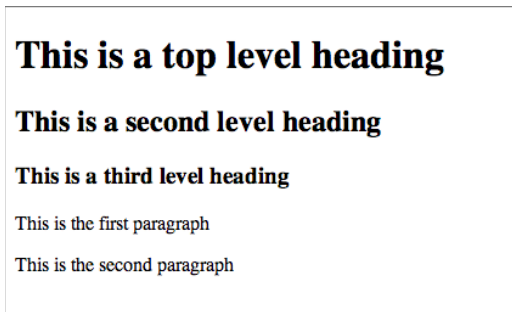 This is a top level heading
This is a second level heading
This is a third level heading
This is the first paragraph
This is the second paragraph